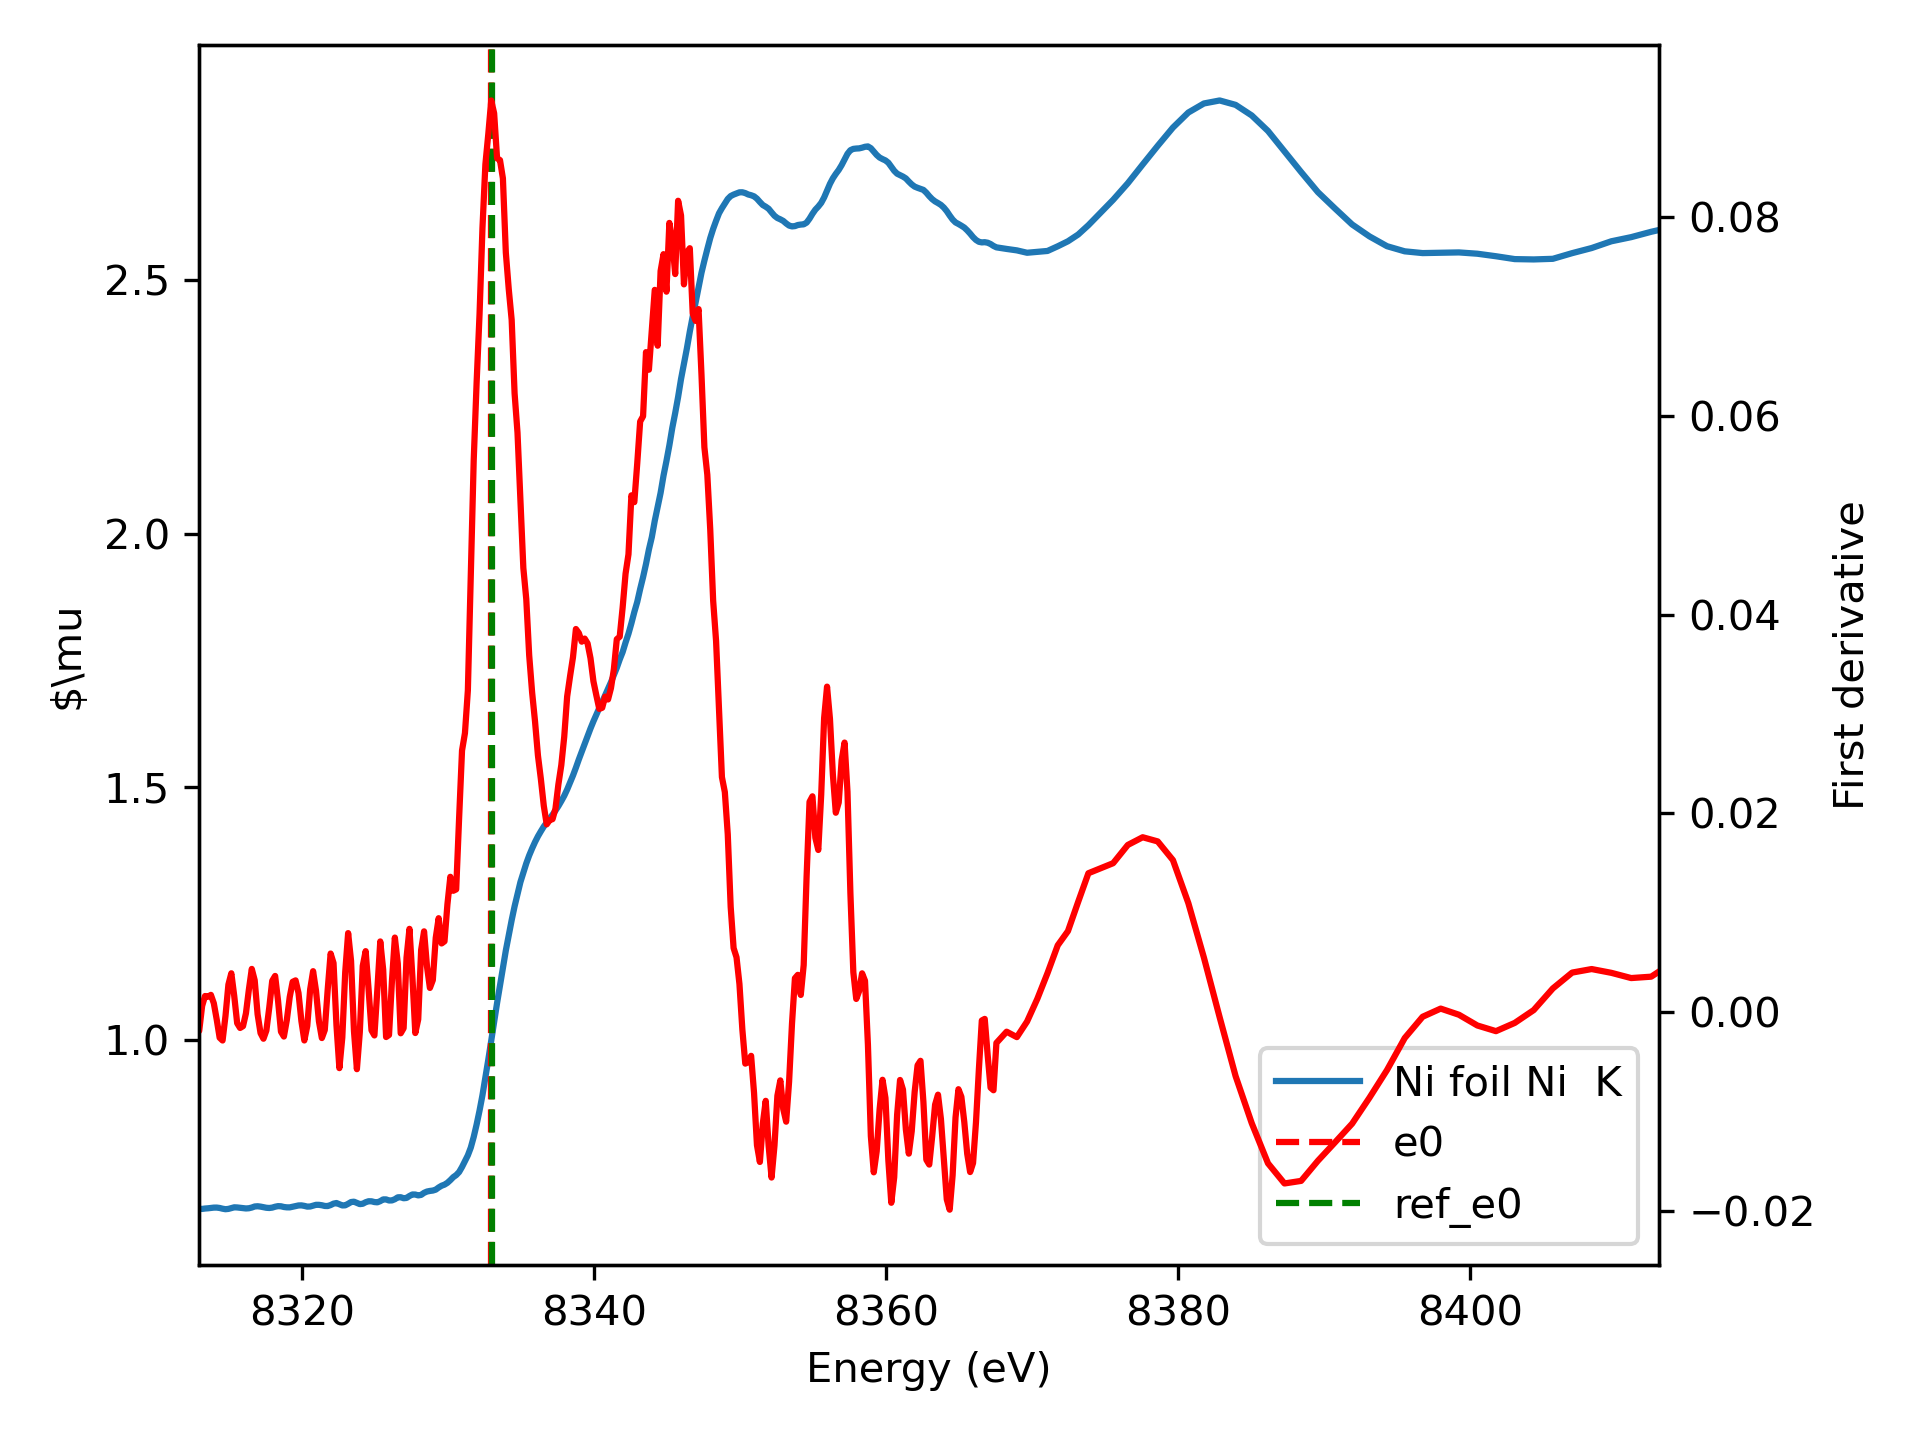 2.5
2.0
1.5
1.0
$\mu
0.08
0.06
0.04
0.02
0.00
−0.02
First derivative
Ni foil Ni  K
e0
ref_e0
8320 8340 8360 8380 8400
Energy (eV)